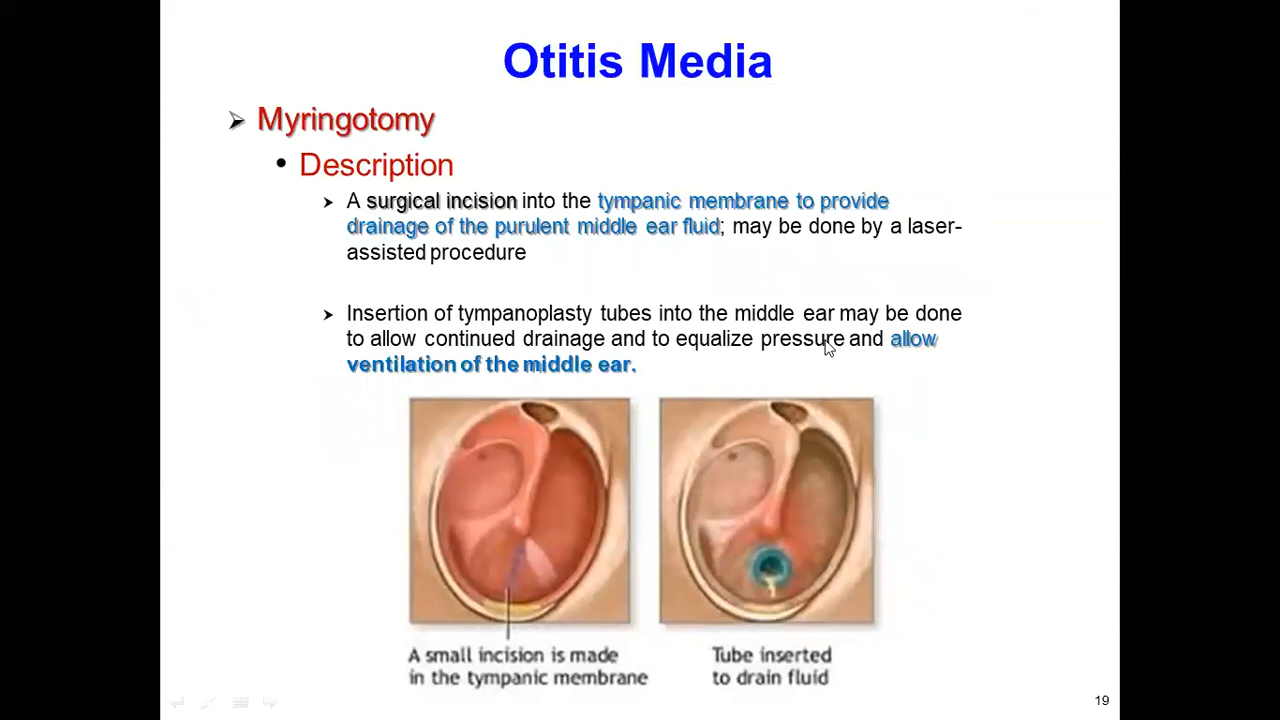 Otitis Media
Myringotomy
Description
A surgical incision into the tympanic membrane to provide
drainage of the purulent middle ear fluid; may be done by a laser-
assisted procedure
Insertion of tympanoplasty tubes into the middle ear may be done
to allow continued drainage and to equalize pressure and allow
ventilation of the middle ear.
A small incision is made
in the tympanic membrane
Tube inserted
to drain fluid
19